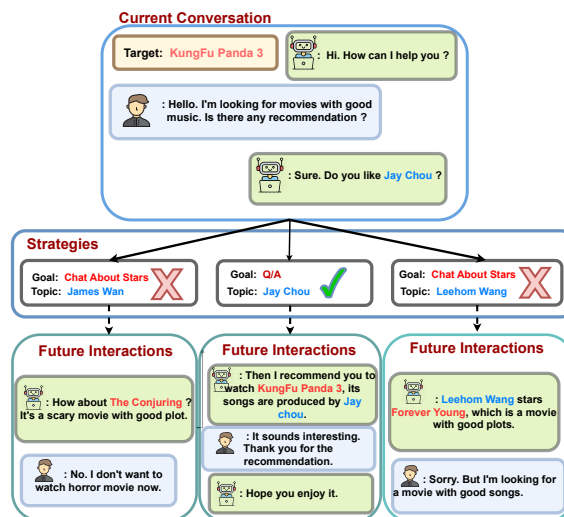 Current Conversation
Target: KungFu Panda 3
: Hi. How can I help you ?
: Hello. I'm looking for movies with good
music. Is there any recommendation ?
: Sure. Do you like Jay Chou ?
Strategies
Goal: Chat About Stars
Topic: James Wan
Goal: Q/A
Topic: Jay Chou
Goal: Chat About Stars
Topic: Leehom Wang
Future Interactions
: How about The Conjuring ?
It's a scary movie with good plot.
: No. I don't want to
watch horror movie now.
Future Interactions
: Then I recommend you to
watch KungFu Panda 3, its
songs are produced by Jay
chou.
: It sounds interesting.
Thank you for the
recommendation.
: Hope you enjoy it.
Future Interactions
: Leehom Wang stars
Forever Young, which is a movie
with good plots.
: Sorry. But I'm looking for
a movie with good songs.